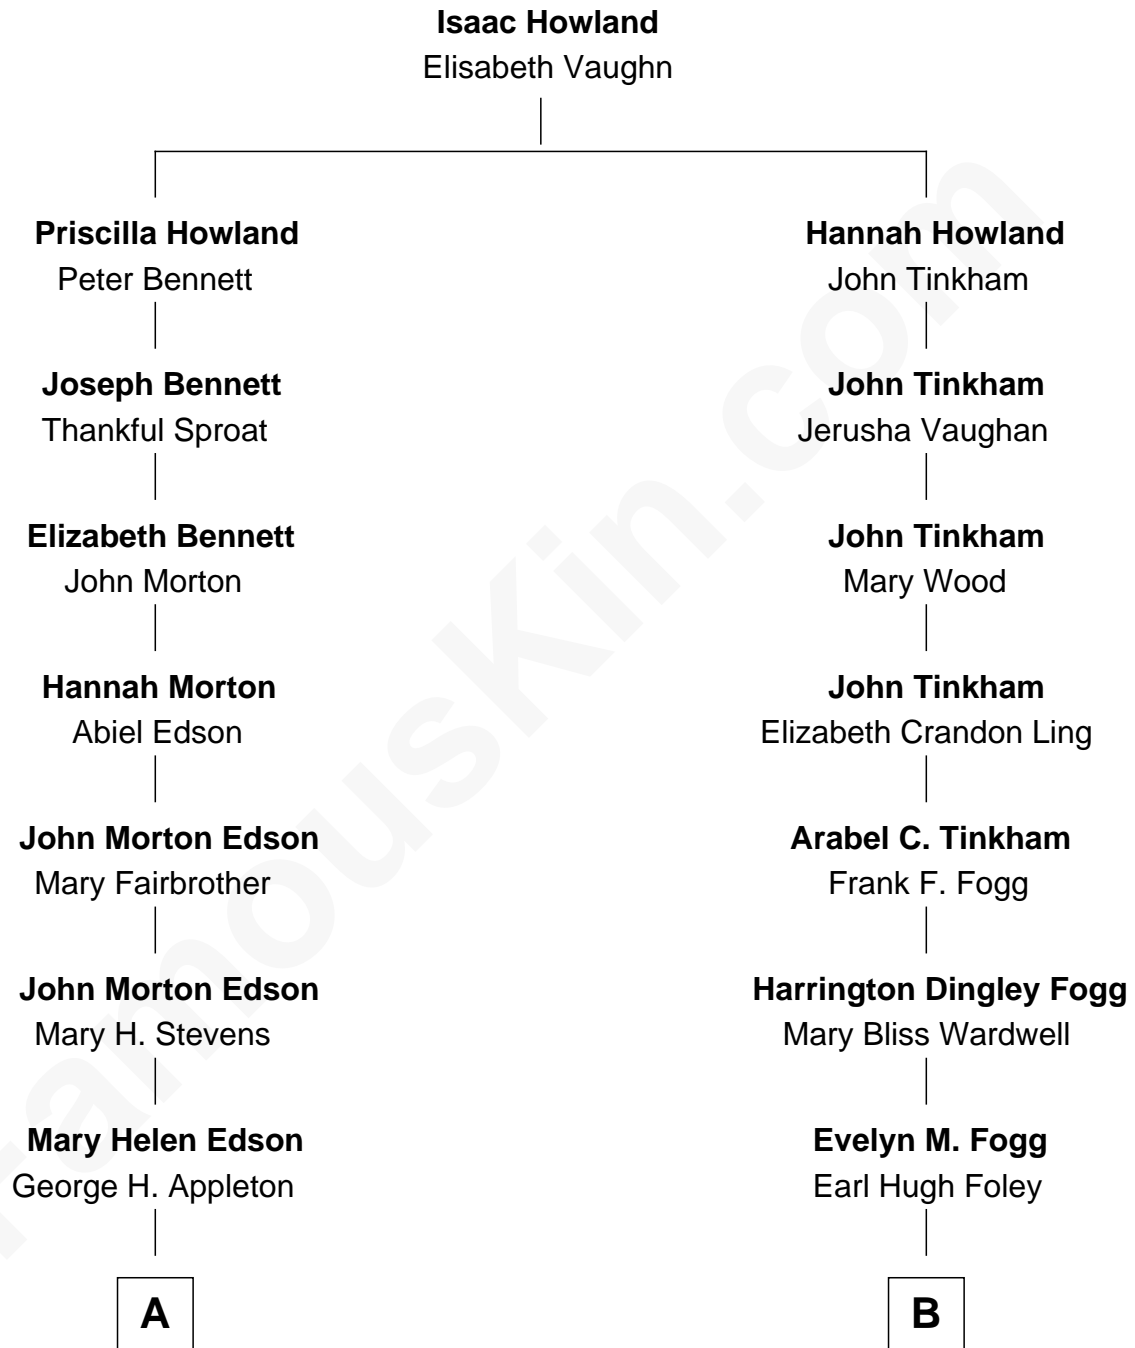 Isaac Howland
Elisabeth Vaughn
Priscilla Howland
Peter Bennett
Hannah Howland
John Tinkham
Joseph Bennett
Thankful Sproat
John Tinkham
Jerusha Vaughan
Elizabeth Bennett
John Morton
John Tinkham
Mary Wood
Hannah Morton
Abiel Edson
John Tinkham
Elizabeth Crandon Ling
John Morton Edson
Mary Fairbrother
Arabel C. Tinkham
Frank F. Fogg
John Morton Edson
Mary H. Stevens
Harrington Dingley Fogg
Mary Bliss Wardwell
Mary Helen Edson
George H. Appleton
Evelyn M. Fogg
Earl Hugh Foley
A
B
FamousKin.com